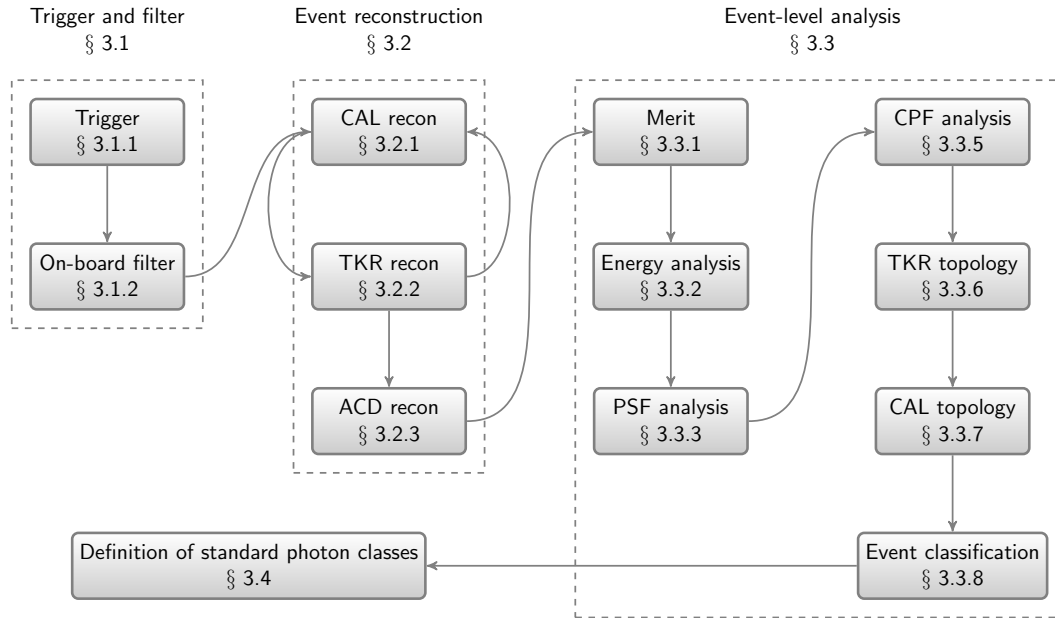 Trigger and filter
§ 3.1
Event reconstruction
§ 3.2
Event-level analysis
§ 3.3
Trigger
§ 3.1.1
On-board filter
§ 3.1.2
CAL recon
§ 3.2.1
TKR recon
§ 3.2.2
ACD recon
§ 3.2.3
Merit
§ 3.3.1
Energy analysis
§ 3.3.2
PSF analysis
§ 3.3.3
CPF analysis
§ 3.3.5
TKR topology
§ 3.3.6
CAL topology
§ 3.3.7
Event classification
§ 3.3.8
Definition of standard photon classes
§ 3.4